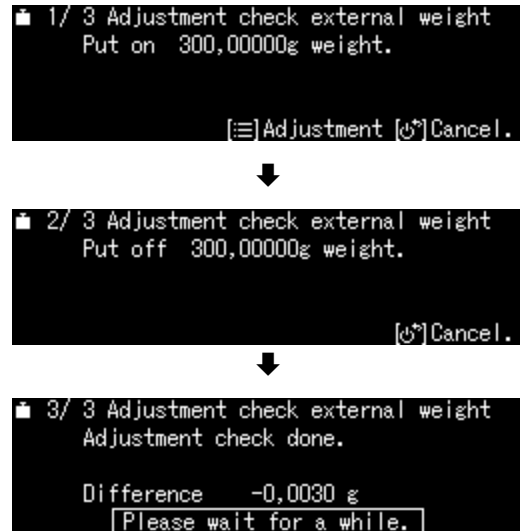 1/ 3 Adjustment check external weight
Put on 300,00000g weight.
[≔]Adjustment [⏻]Cancel.
2/ 3 Adjustment check external weight
Put off 300,00000g weight.
[⏻]Cancel.
3/ 3 Adjustment check external weight
Adjustment check done.
Difference -0,0030 g
Please wait for a while.